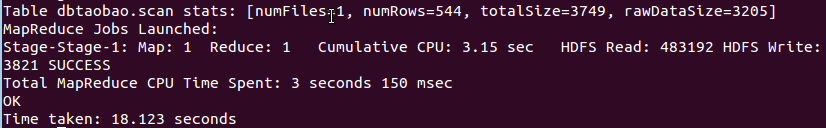 Table dbtaobao.scan stats: [numFiles=1, numRows=544, totalSize=3749, rawDataSize=3205]
MapReduce Jobs Launched:
Stage-Stage-1: Map: 1  Reduce: 1   Cumulative CPU: 3.15 sec   HDFS Read: 483192 HDFS Write:
3821 SUCCESS
Total MapReduce CPU Time Spent: 3 seconds 150 msec
OK
Time taken: 18.123 seconds